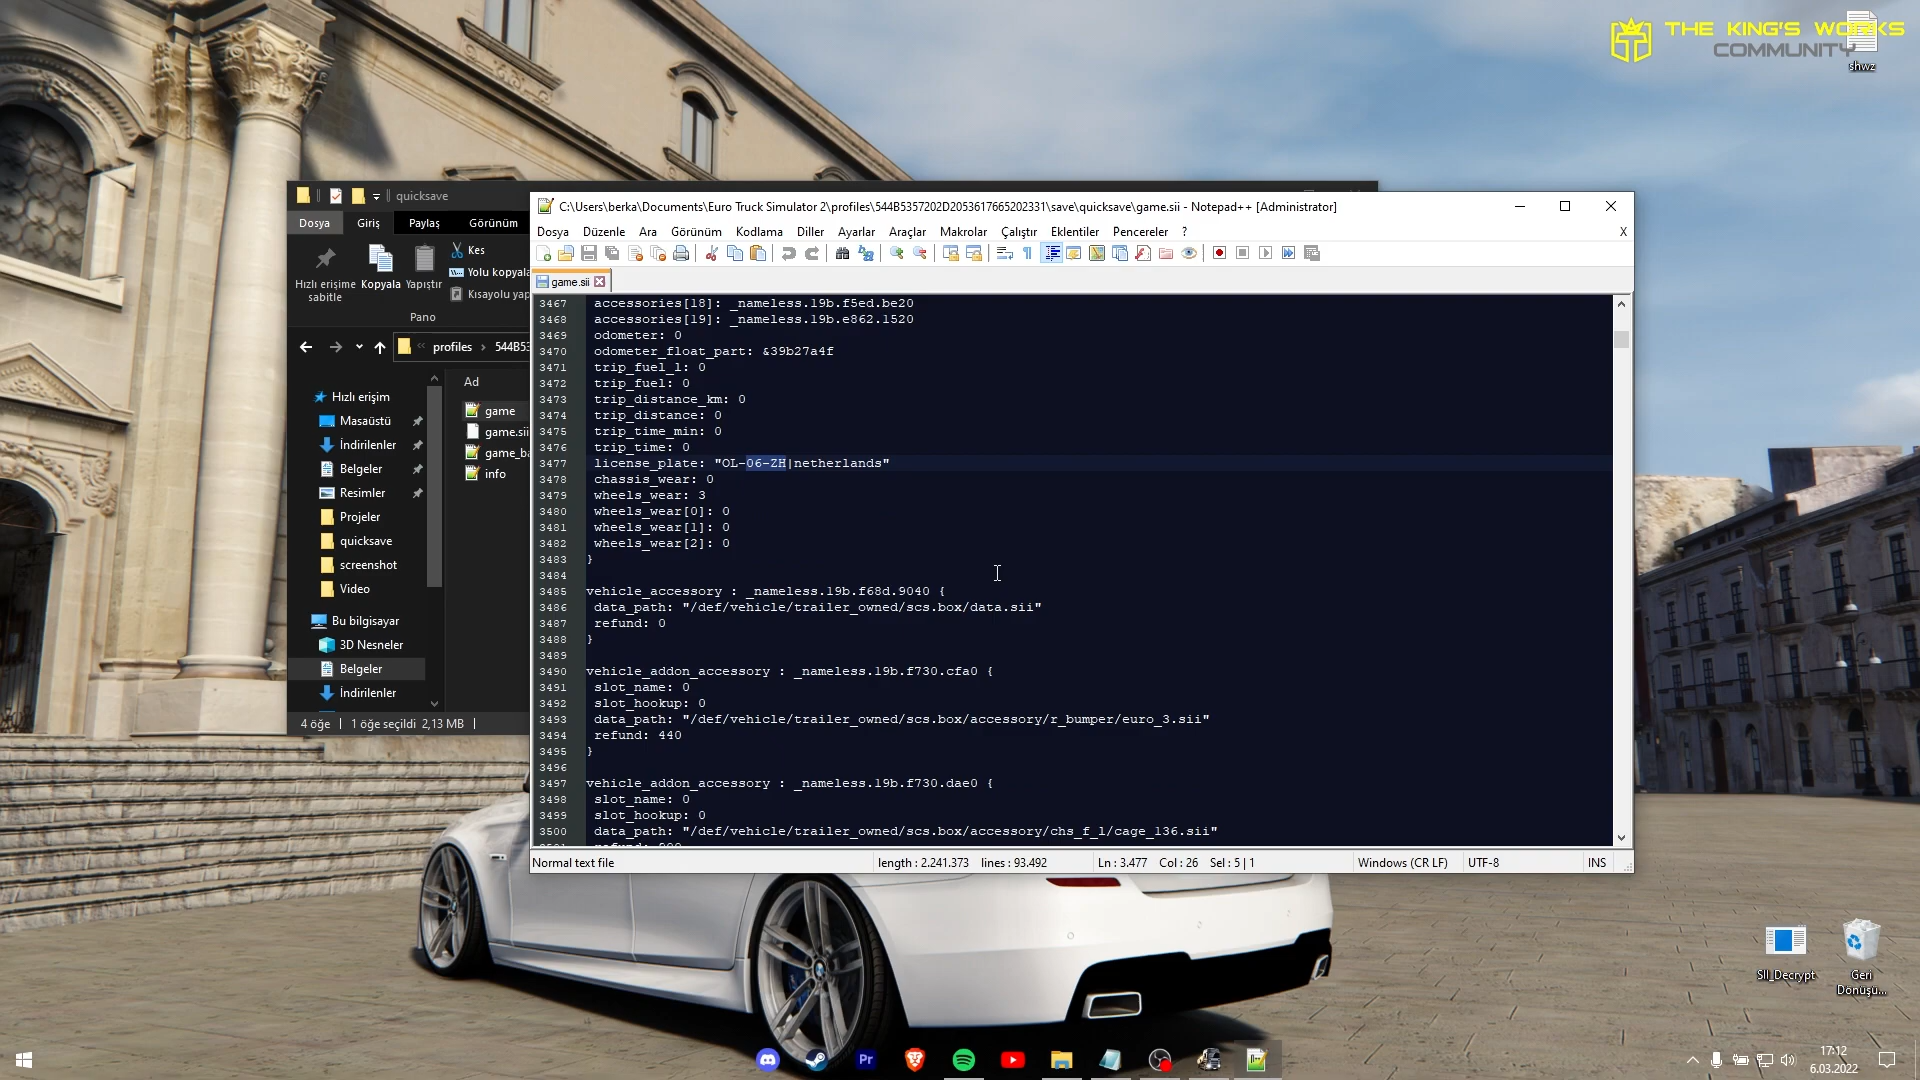 THE KING'S WORKS
COMMUNITY
shwz
quicksave
Dosya Giriş Paylaş Görünüm
Hızlı erişime sabitle
Kopyala
Yapıştır
Kes
Yolu kopyala
Kısayolu yap
Pano
profiles
Ad
game
game.sii
game_ba
info
Hızlı erişim
Masaüstü
İndirilenler
Belgeler
Resimler
Projeler
quicksave
screenshot
Video
Bu bilgisayar
3D Nesneler
Belgeler
İndirilenler
4 öğe 1 öğe seçildi 2,13 MB
C:\Users\berka\Documents\Euro Truck Simulator 2\profiles\544B5357202D2053617665202331\save\quicksave\game.sii - Notepad++ [Administrator]
Dosya Düzenle Ara Görünüm Kodlama Diller Ayarlar Araçlar Makrolar Çalıştır Eklentiler Pencereler ? X
game.sii
3467 accessories[18]: _nameless.19b.f5ed.be20
3468 accessories[19]: _nameless.19b.e862.1520
3469 odometer: 0
3470 odometer_float_part: &39b27a4f
3471 trip_fuel_l: 0
3472 trip_fuel: 0
3473 trip_distance_km: 0
3474 trip_distance: 0
3475 trip_time_min: 0
3476 trip_time: 0
3477 license_plate: "OL-06-ZH|netherlands"
3478 chassis_wear: 0
3479 wheels_wear: 3
3480 wheels_wear[0]: 0
3481 wheels_wear[1]: 0
3482 wheels_wear[2]: 0
3483 }
3484
3485 vehicle_accessory : _nameless.19b.f68d.9040 {
3486 data_path: "/def/vehicle/trailer_owned/scs.box/data.sii"
3487 refund: 0
3488 }
3489
3490 vehicle_addon_accessory : _nameless.19b.f730.cfa0 {
3491 slot_name: 0
3492 slot_hookup: 0
3493 data_path: "/def/vehicle/trailer_owned/scs.box/accessory/r_bumper/euro_3.sii"
3494 refund: 440
3495 }
3496
3497 vehicle_addon_accessory : _nameless.19b.f730.dae0 {
3498 slot_name: 0
3499 slot_hookup: 0
3500 data_path: "/def/vehicle/trailer_owned/scs.box/accessory/chs_f_l/cage_136.sii"
Normal text file length : 2.241.373 lines : 93.492 Ln : 3.477 Col : 26 Sel : 5 | 1 Windows (CR LF) UTF-8 INS
SII_Decrypt
Geri Dönüşü...
Pr
17:12
6.03.2022